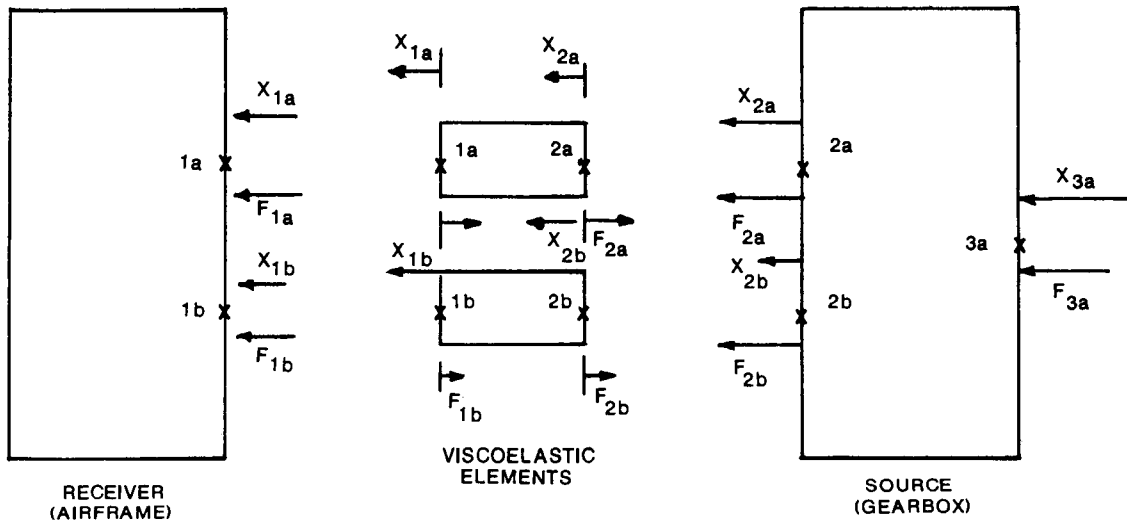 X1a
1a
F1a
X1b
1b
F1b
RECEIVER
(AIRFRAME)
X1a
X2a
1a
2a
X2b
F2a
X1b
1b
2b
F1b
F2b
VISCOELASTIC
ELEMENTS
X2a
2a
F2a
X2b
2b
F2b
X3a
3a
F3a
SOURCE
(GEARBOX)